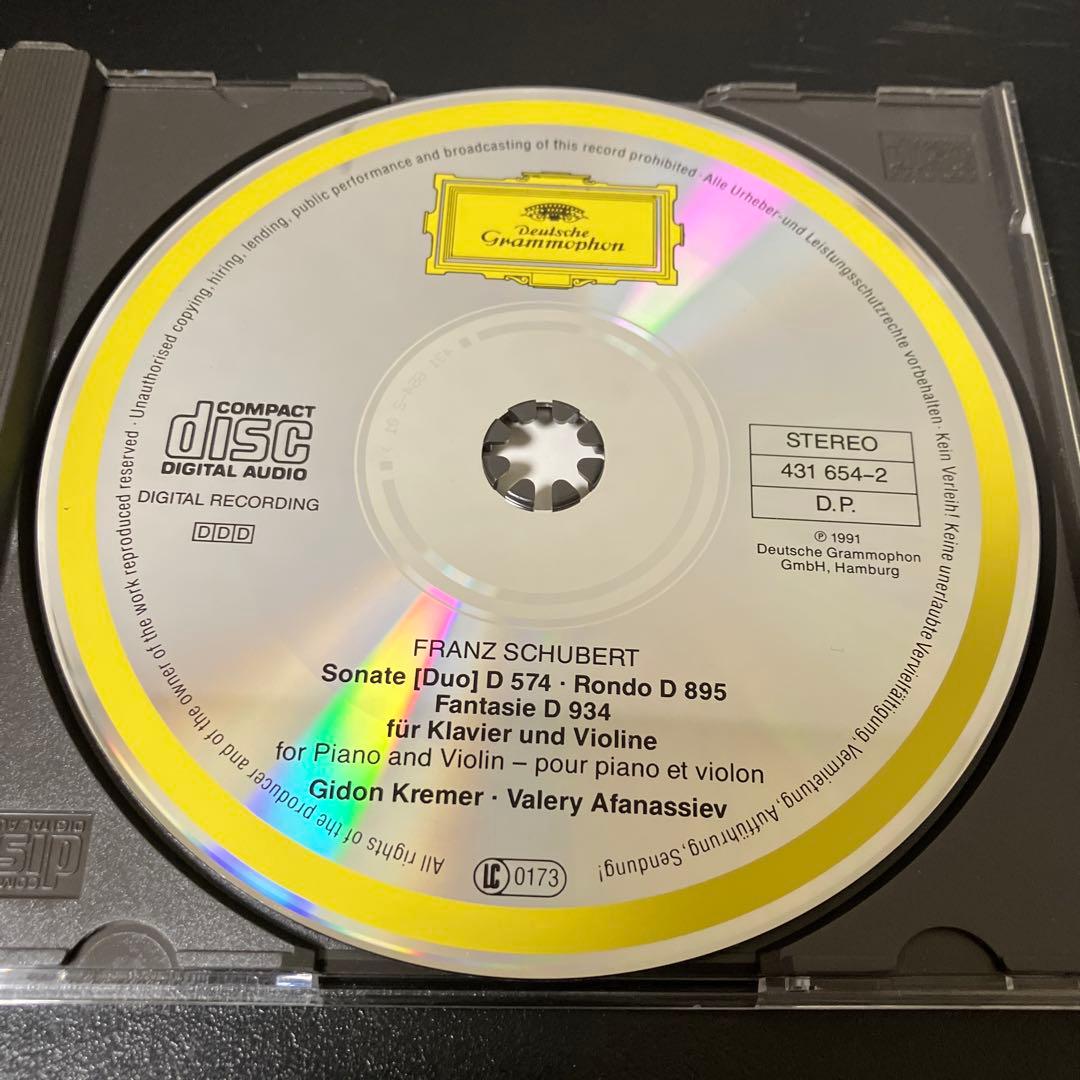 Deutsche
Grammophon
COMPACT
disc
DIGITAL AUDIO
DIGITAL RECORDING
DDD
STEREO
431 654-2
D.P.
℗ 1991
Deutsche Grammophon
GmbH, Hamburg
FRANZ SCHUBERT
Sonate [Duo] D 574 · Rondo D 895
Fantasie D 934
für Klavier und Violine
for Piano and Violin – pour piano et violon
Gidon Kremer · Valery Afanassiev
LC 0173
All rights of the producer and of the owner of the work reproduced reserved · Unauthorised copying, hiring, lending, public performance and broadcasting of this record prohibited · Alle Urheber- und Leistungsschutzrechte vorbehalten · Kein Verleih! Keine unerlaubte Vervielfältigung, Vermietung, Aufführung, Sendung!